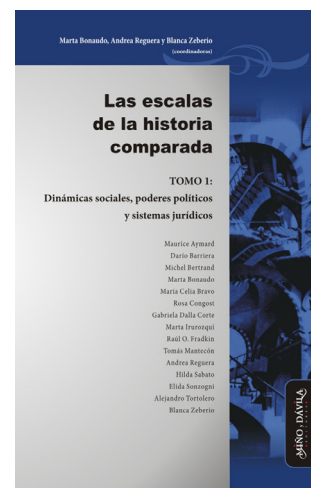 Marta Bonaudo, Andrea Reguera y Blanca Zeberio
(coordinadoras)
Las escalas
de la historia
comparada
TOMO 1:
Dinámicas sociales, poderes políticos
y sistemas jurídicos
Maurice Aymard
Darío Barriera
Michel Bertrand
Marta Bonaudo
María Celia Bravo
Rosa Congost
Gabriela Dalla Corte
Marta Irurozqui
Raúl O. Fradkin
Tomás Mantecón
Andrea Reguera
Hilda Sabato
Elida Sonzogni
Alejandro Tortolero
Blanca Zeberio
MIÑO y DÁVILA